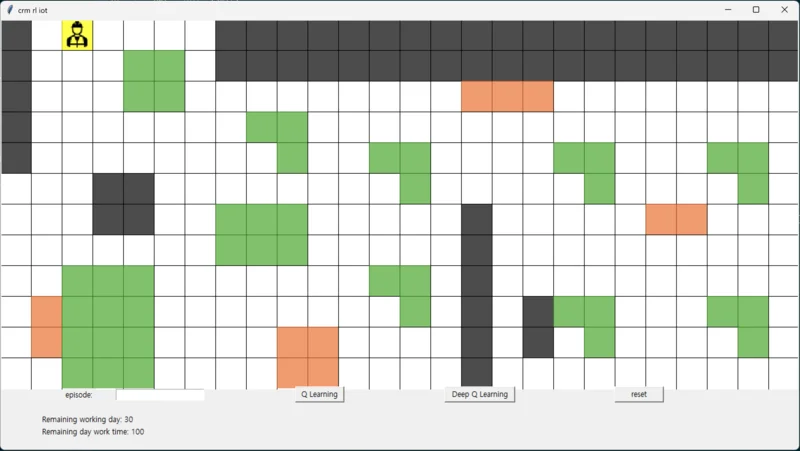 crm rl iot
episode:
Q Learning
Deep Q Learning
reset
Remaining working day: 30
Remaining day work time: 100